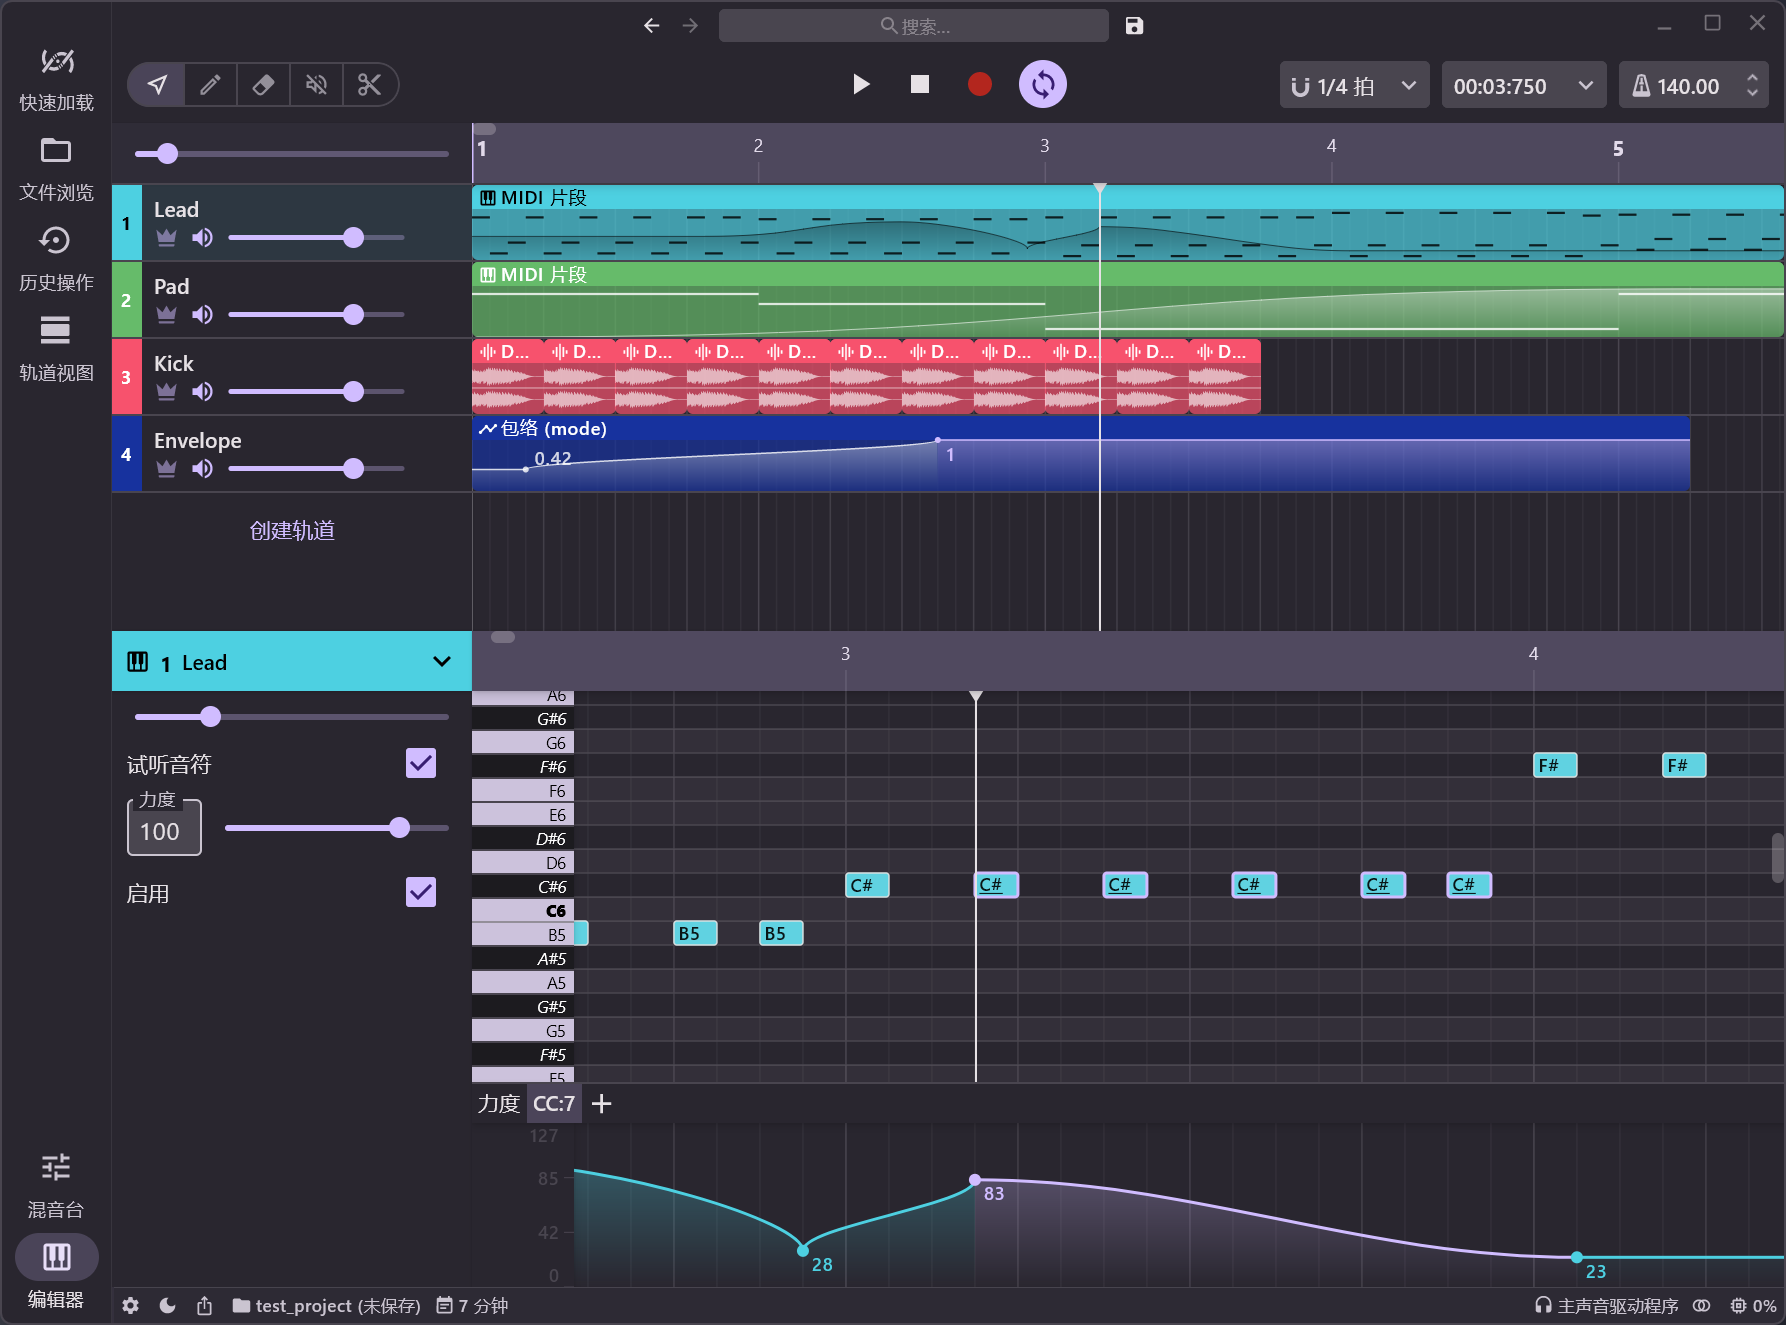 搜索...
快速加载
文件浏览
历史操作
轨道视图
1/4 拍
00:03:750
140.00
1
2
3
4
5
1
Lead
MIDI 片段
2
Pad
MIDI 片段
3
Kick
D... D... D... D... D... D... D... D... D... D... D...
4
Envelope
包络 (mode)
0.42
1
创建轨道
1 Lead
3
4
试听音符
力度
100
启用
A6
G#6
G6
F#6
F# F#
F6
E6
D#6
D6
C#6
C# C# C# C# C# C#
C6
B5
B5 B5
A#5
A5
G#5
G5
F#5
力度 CC:7
127
85
42
0
28
83
23
混音台
编辑器
test_project (未保存)
7 分钟
主声音驱动程序
0%